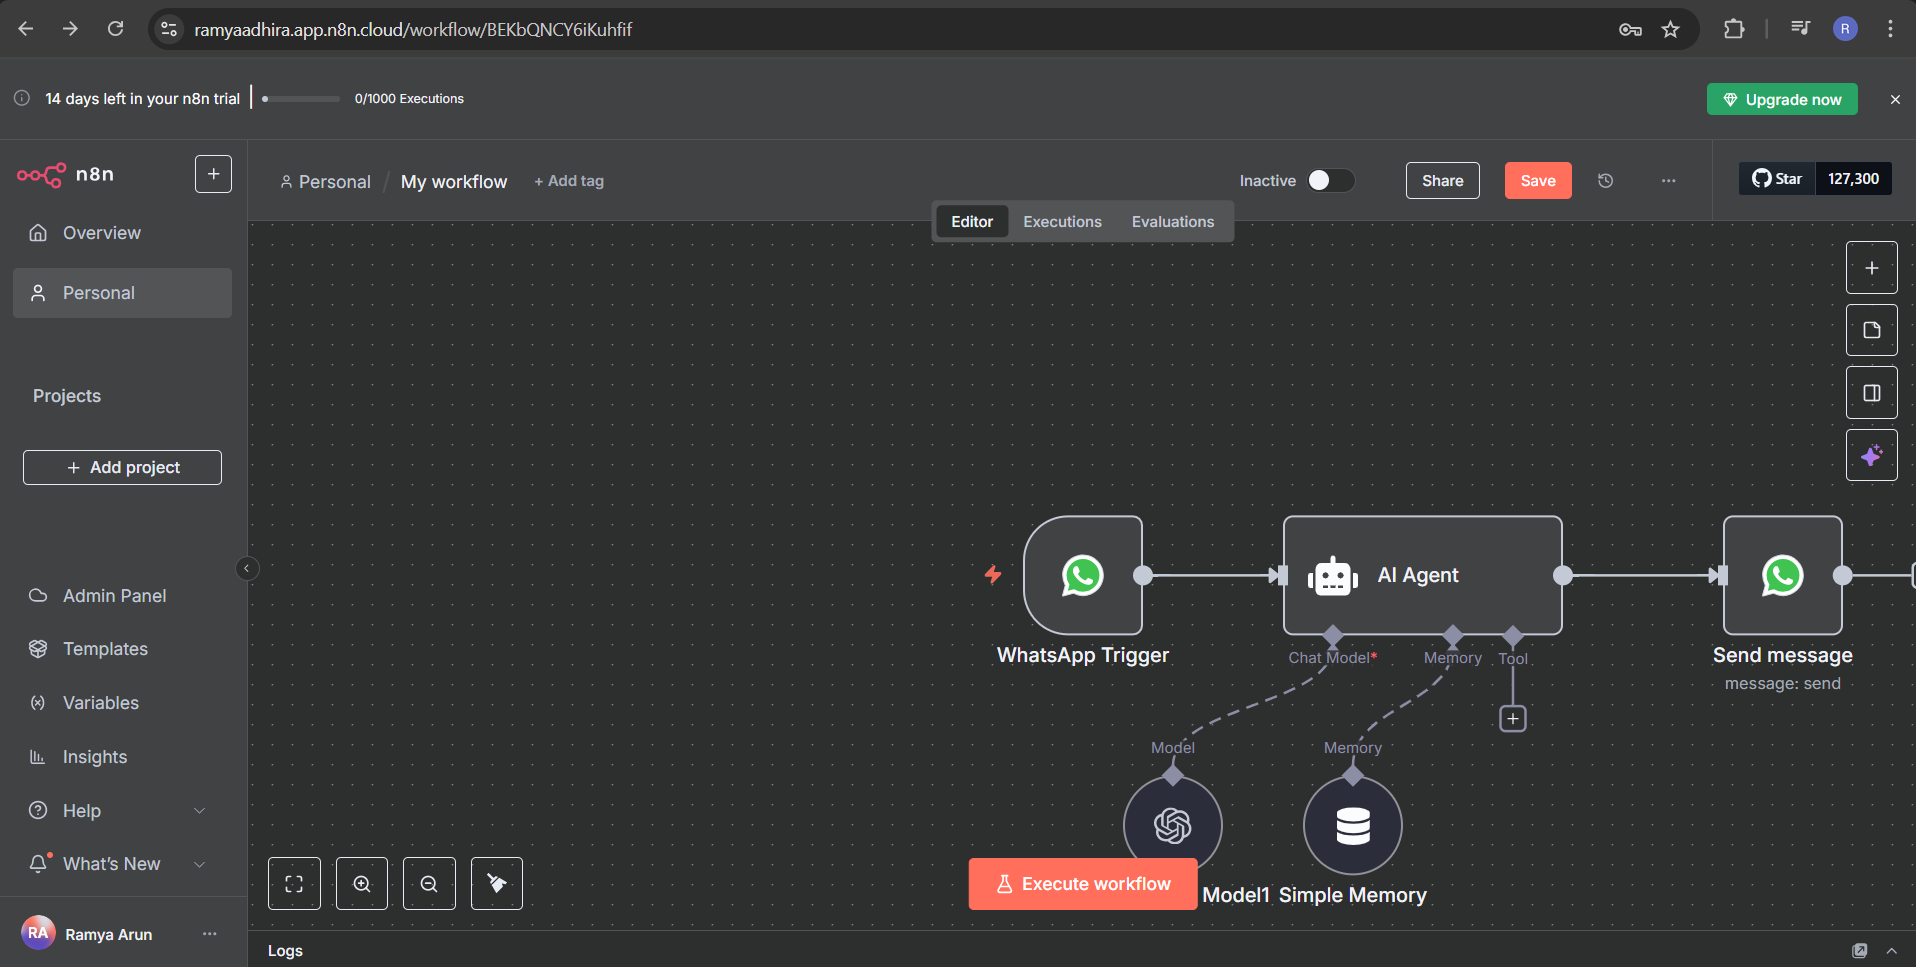 ramyaadhira.app.n8n.cloud/workflow/BEKbQNCY6iKuhfif
R
14 days left in your n8n trial
0/1000 Executions
Upgrade now
n8n
Personal / My workflow + Add tag
Inactive
Share
Save
Star 127,300
Editor Executions Evaluations
Overview
Personal
Projects
+ Add project
Admin Panel
Templates
Variables
Insights
Help
What's New
RA Ramya Arun
WhatsApp Trigger
AI Agent
Chat Model*
Memory
Tool
Send message
message: send
Model
Memory
Execute workflow
Model1
Simple Memory
Logs